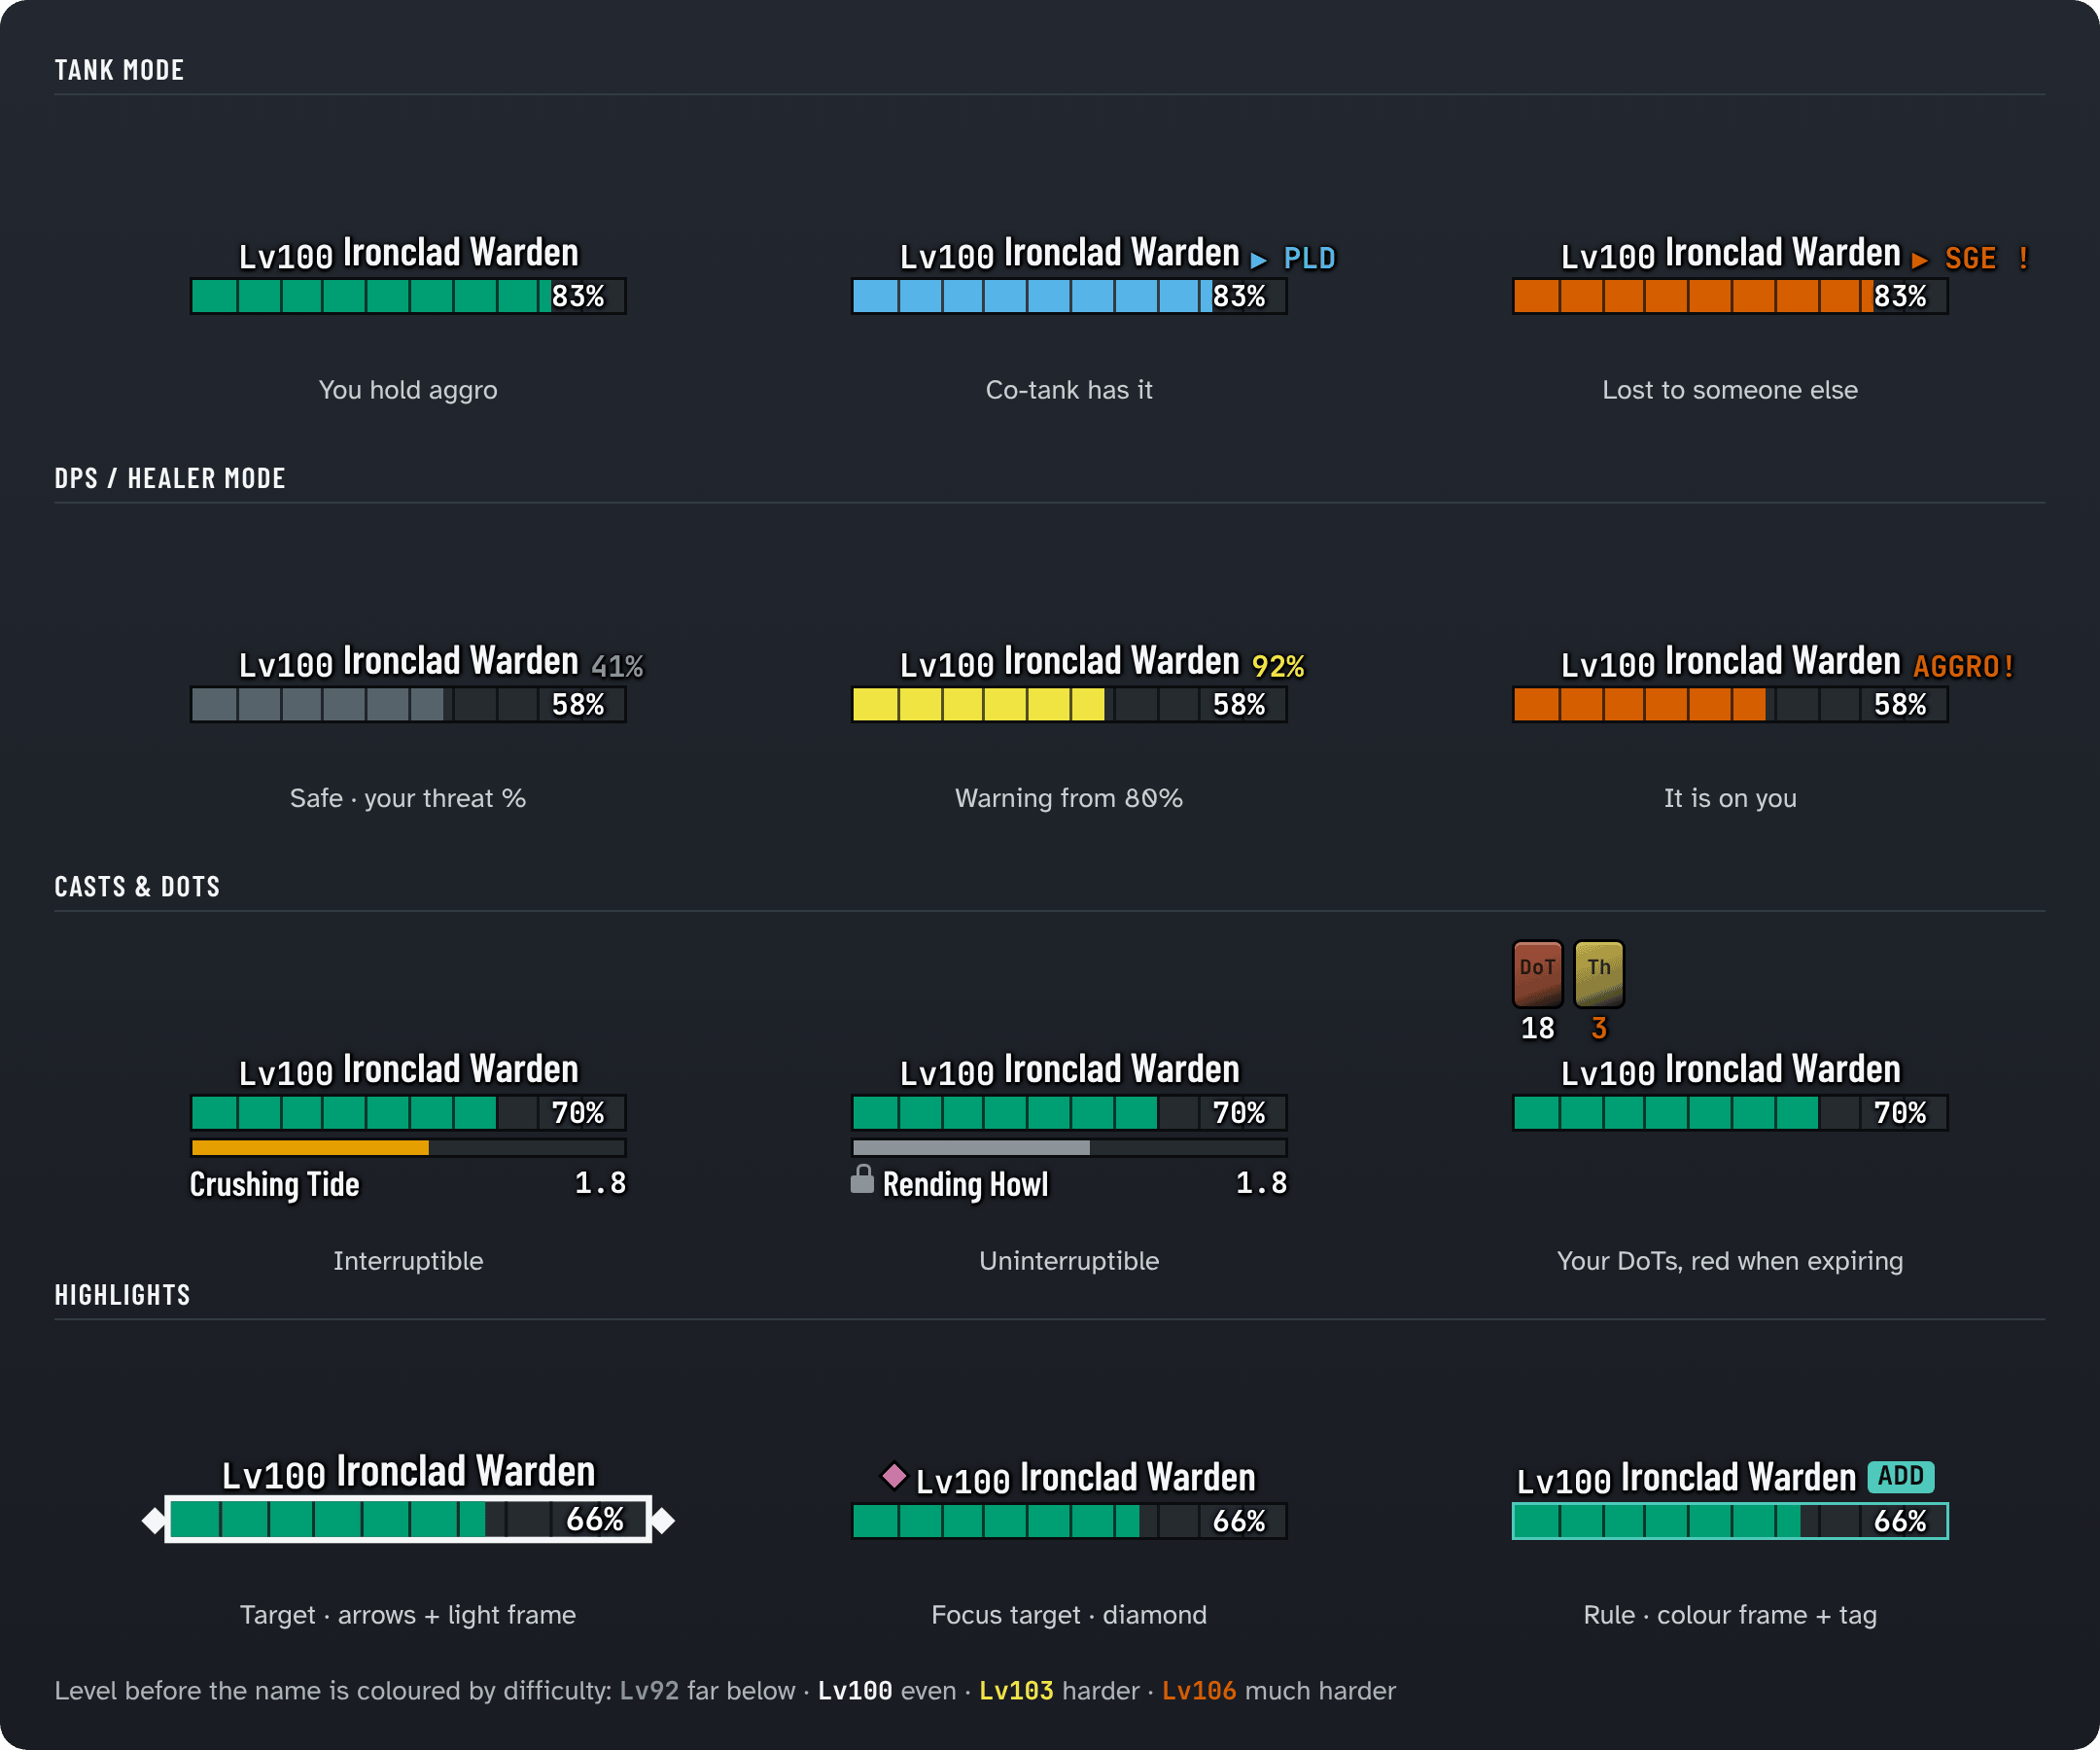 TANK MODE
Lv100 Ironclad Warden
83%
You hold aggro
Lv100 Ironclad Warden ▶ PLD
83%
Co-tank has it
Lv100 Ironclad Warden ▶ SGE !
83%
Lost to someone else
DPS / HEALER MODE
Lv100 Ironclad Warden 41%
58%
Safe · your threat %
Lv100 Ironclad Warden 92%
58%
Warning from 80%
Lv100 Ironclad Warden AGGRO!
58%
It is on you
CASTS & DOTS
Lv100 Ironclad Warden
70%
Crushing Tide 1.8
Interruptible
Lv100 Ironclad Warden
70%
Rending Howl 1.8
Uninterruptible
DoT Th
18 3
Lv100 Ironclad Warden
70%
Your DoTs, red when expiring
HIGHLIGHTS
Lv100 Ironclad Warden
66%
Target · arrows + light frame
Lv100 Ironclad Warden
66%
Focus target · diamond
Lv100 Ironclad Warden ADD
66%
Rule · colour frame + tag
Level before the name is coloured by difficulty: Lv92 far below · Lv100 even · Lv103 harder · Lv106 much harder